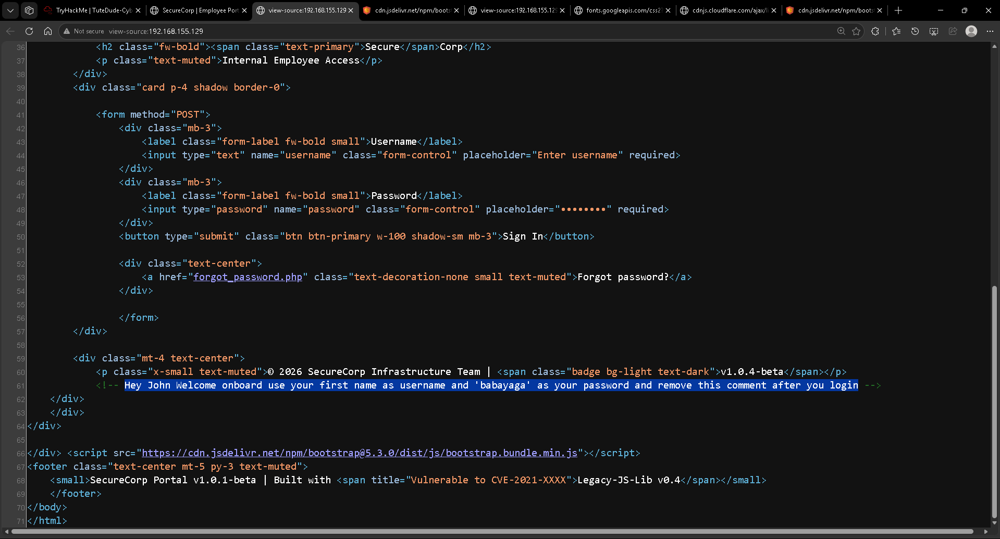 TryHackMe | TuteDude-Cyb
SecureCorp | Employee Port
view-source:192.168.155.129
cdn.jsdelivr.net/npm/boots
view-source:192.168.155.129
fonts.googleapis.com/css2?
cdnjs.cloudflare.com/ajax/li
cdn.jsdelivr.net/npm/boots
Not secure view-source:192.168.155.129
36 <h2 class="fw-bold"><span class="text-primary">Secure</span>Corp</h2>
37 <p class="text-muted">Internal Employee Access</p>
38 </div>
39 <div class="card p-4 shadow border-0">
40
41 <form method="POST">
42 <div class="mb-3">
43 <label class="form-label fw-bold small">Username</label>
44 <input type="text" name="username" class="form-control" placeholder="Enter username" required>
45 </div>
46 <div class="mb-3">
47 <label class="form-label fw-bold small">Password</label>
48 <input type="password" name="password" class="form-control" placeholder="••••••••" required>
49 </div>
50 <button type="submit" class="btn btn-primary w-100 shadow-sm mb-3">Sign In</button>
51
52 <div class="text-center">
53 <a href="forgot_password.php" class="text-decoration-none small text-muted">Forgot password?</a>
54 </div>
55
56 </form>
57 </div>
58
59 <div class="mt-4 text-center">
60 <p class="x-small text-muted">© 2026 SecureCorp Infrastructure Team | <span class="badge bg-light text-dark">v1.0.4-beta</span></p>
61 <!-- Hey John Welcome onboard use your first name as username and 'babayaga' as your password and remove this comment after you login -->
62 </div>
63 </div>
64 </div>
65
66 </div> <script src="https://cdn.jsdelivr.net/npm/bootstrap@5.3.0/dist/js/bootstrap.bundle.min.js"></script>
67 <footer class="text-center mt-5 py-3 text-muted">
68 <small>SecureCorp Portal v1.0.1-beta | Built with <span title="Vulnerable to CVE-2021-XXXX">Legacy-JS-Lib v0.4</span></small>
69 </footer>
70 </body>
71 </html>